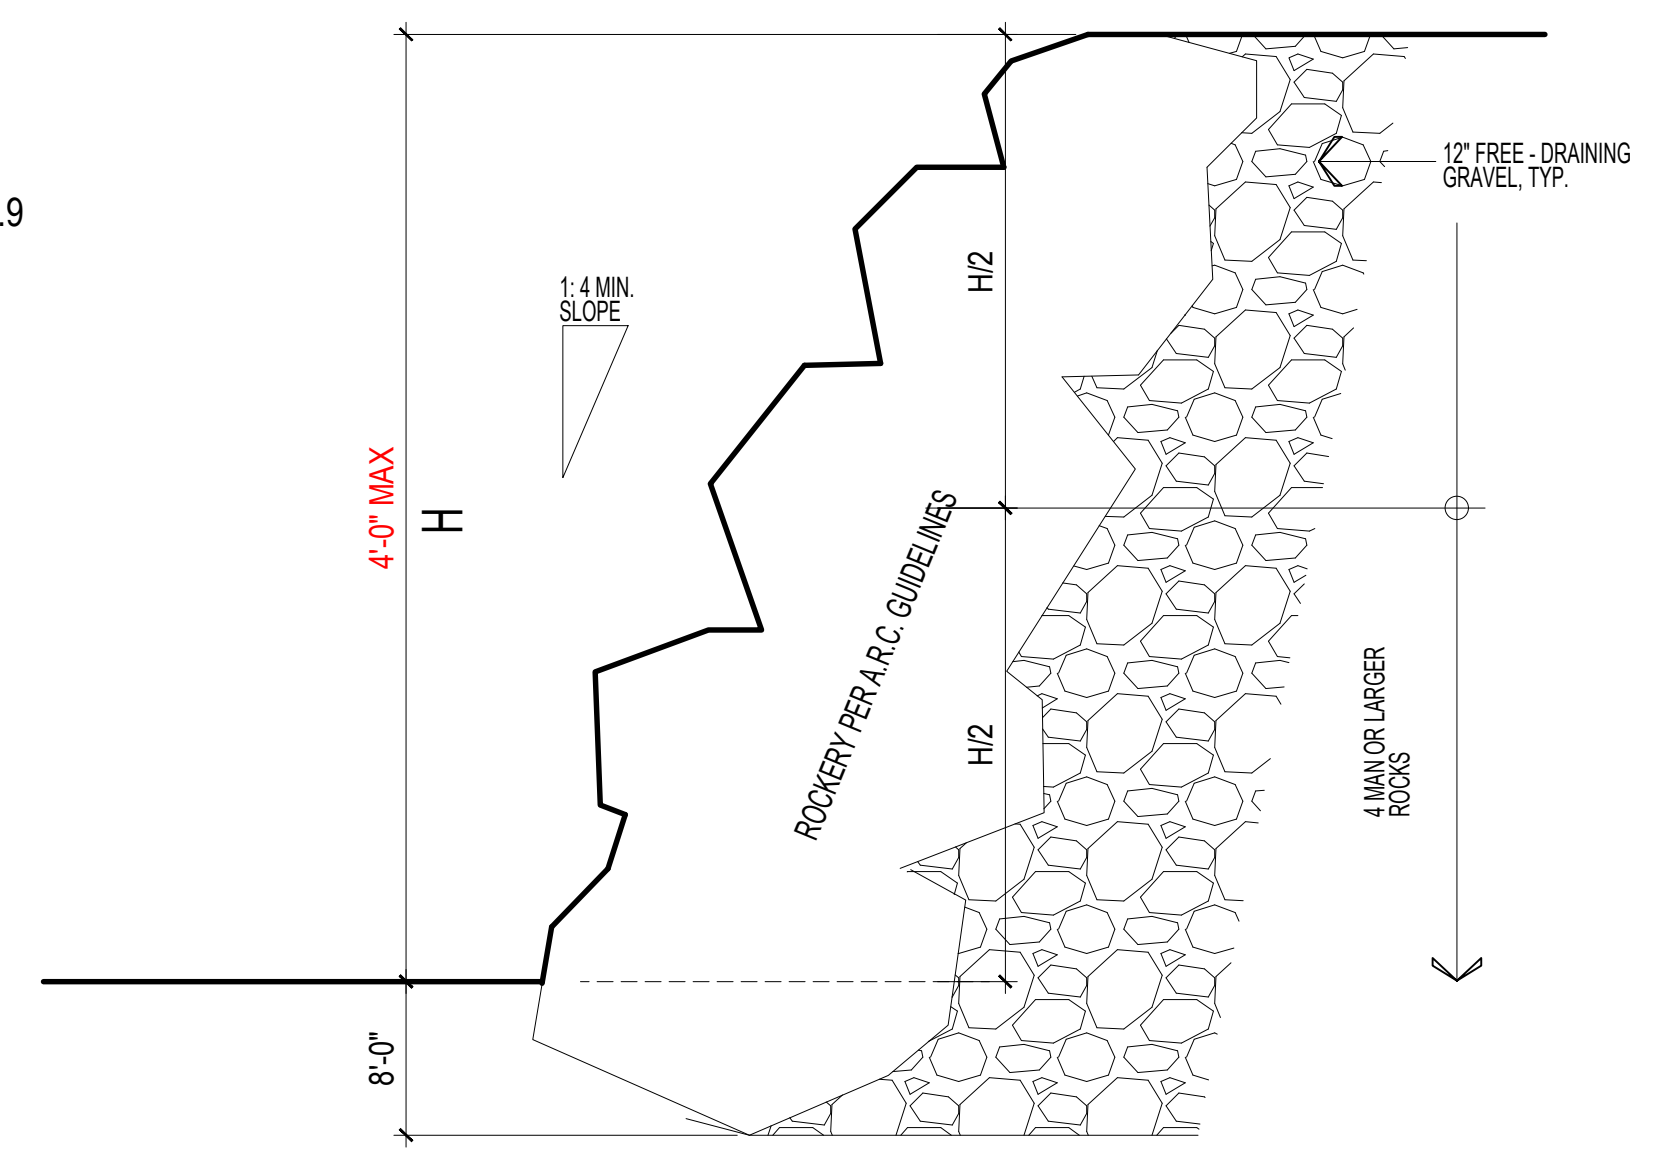 .9
12" FREE - DRAINING
GRAVEL, TYP.
1: 4 MIN.
SLOPE
H/2
4'-0" MAX
H
ROCKERY PER A.R.C. GUIDELINES
H/2
4 MAN OR LARGER
ROCKS
8'-0"